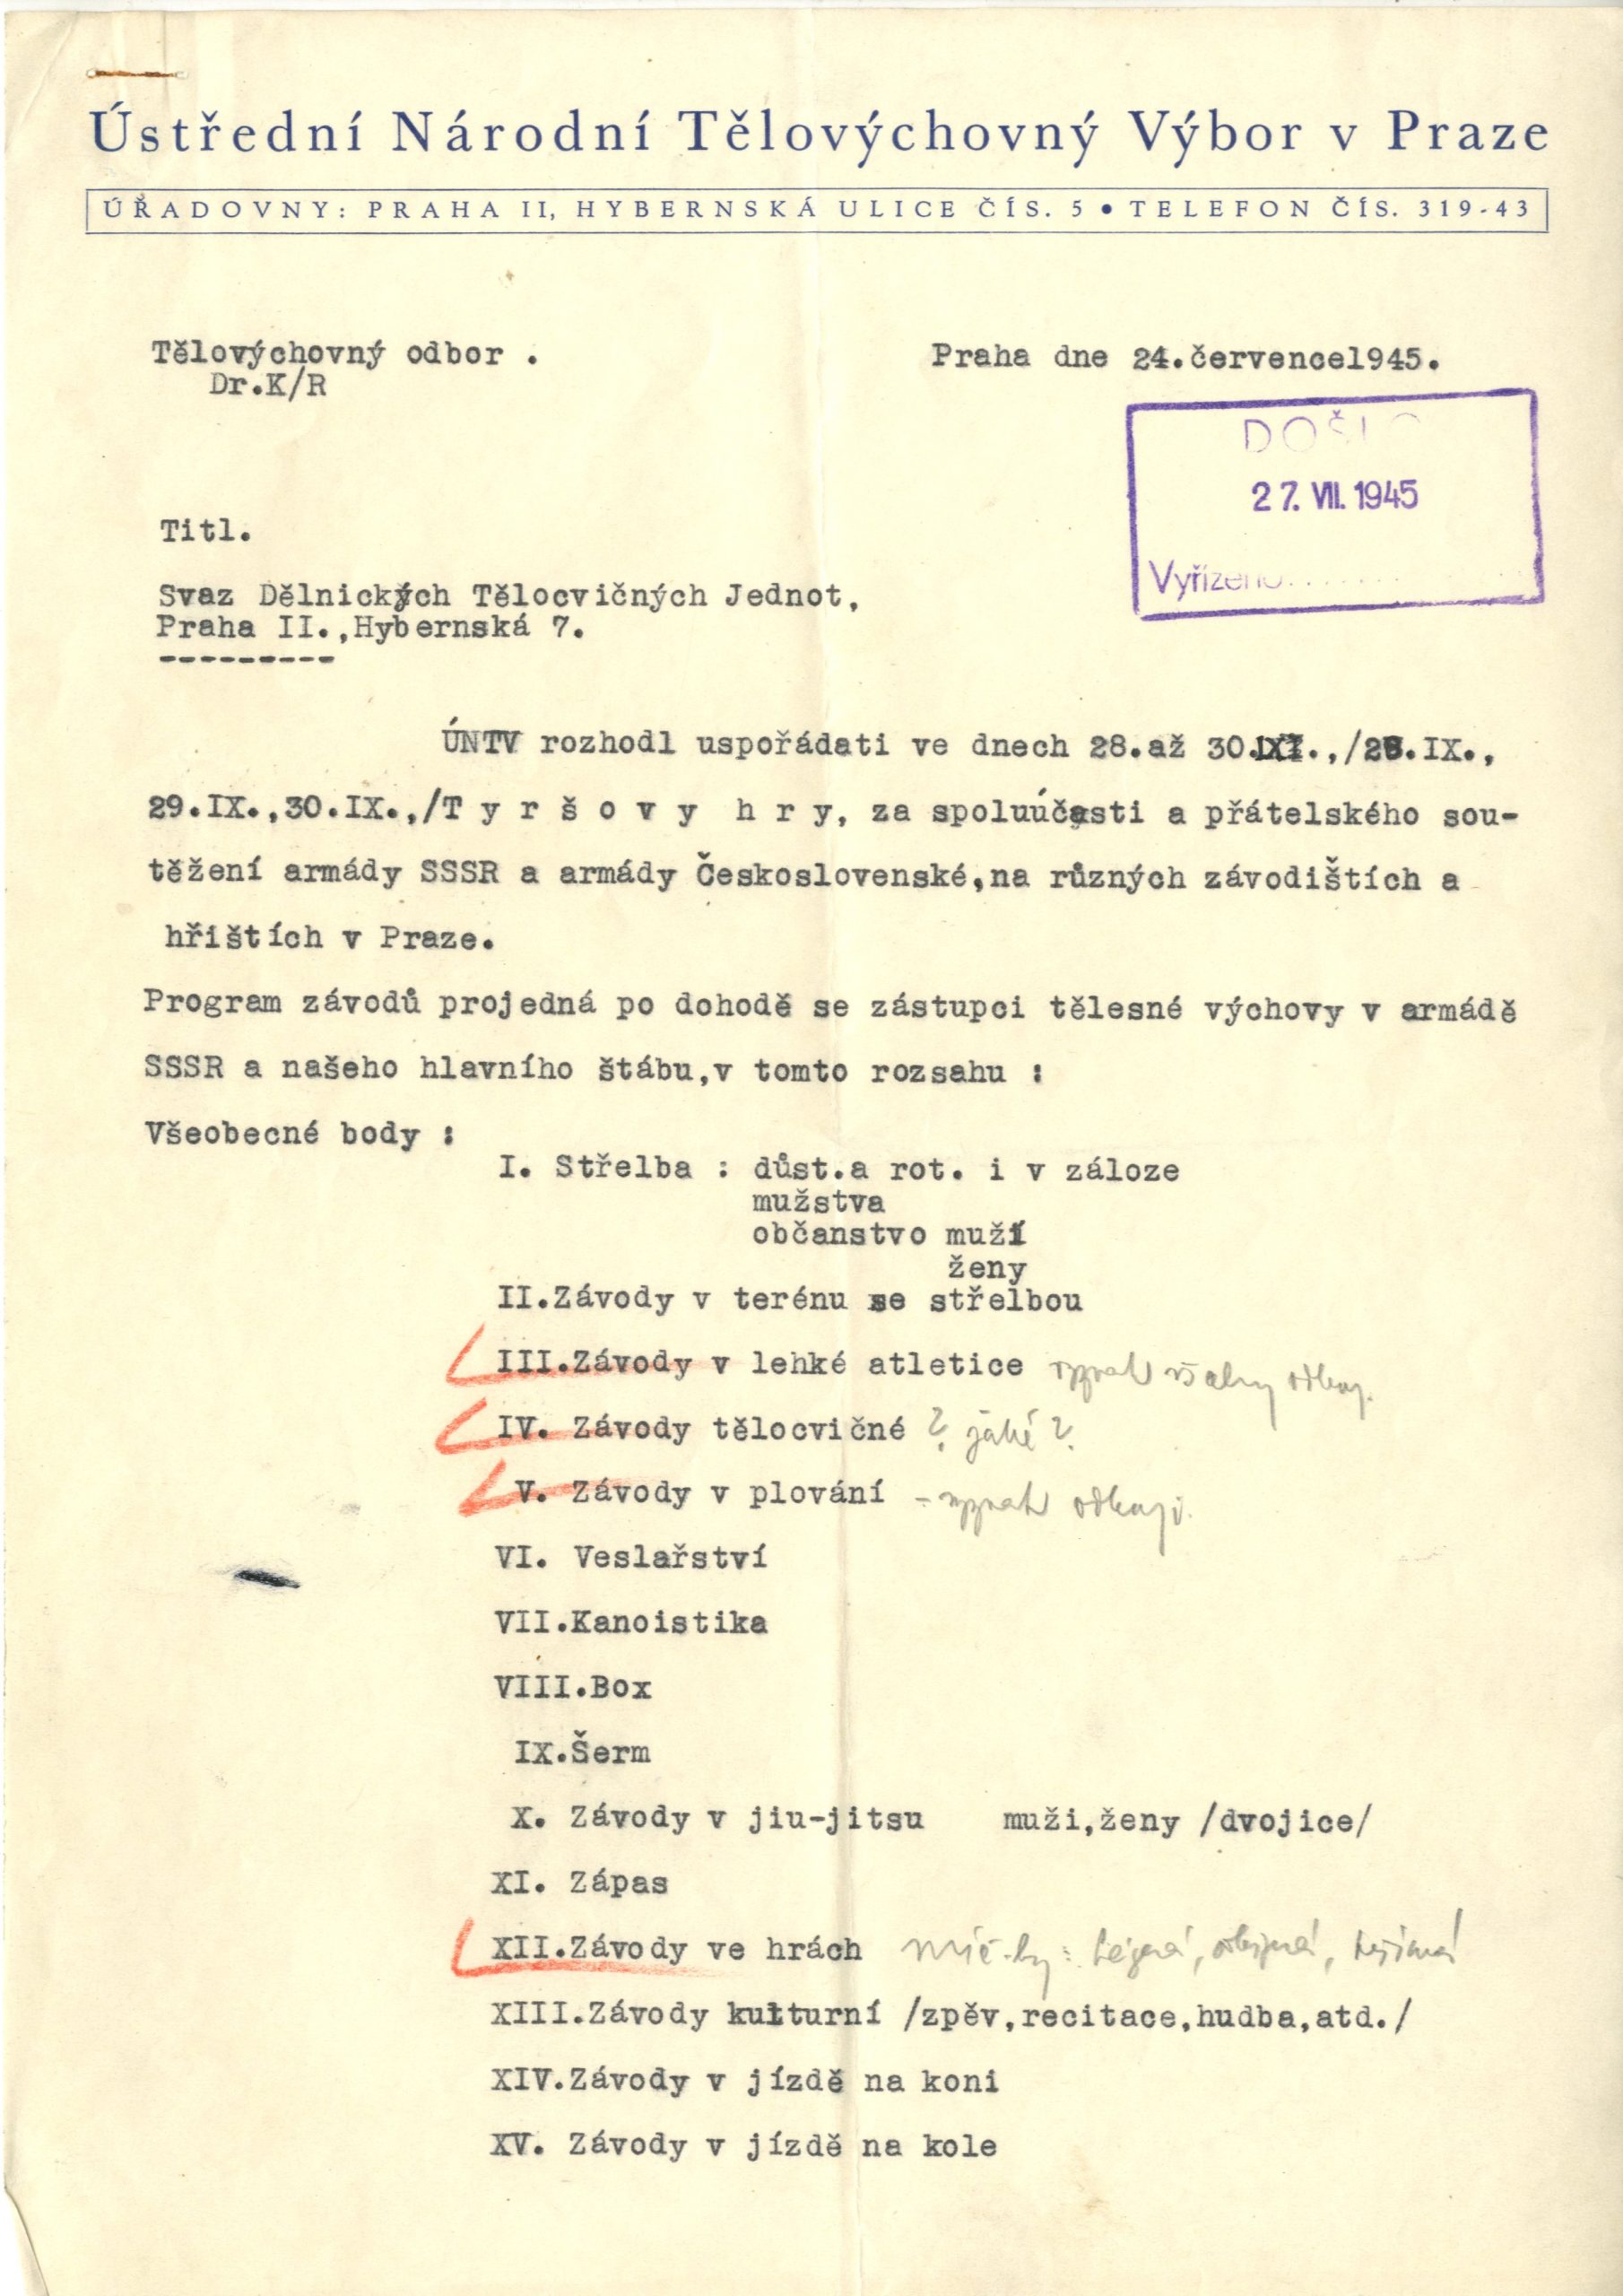 Ústřední Národní Tělovýchovný Výbor v Praze
ÚŘADOVNY: PRAHA II, HYBERNSKÁ ULICE ČÍS. 5 • TELEFON ČÍS. 319-43
Tělovýchovný odbor .
Dr.K/R
Praha dne 24.července1945.
DOŠLO
27. VII. 1945
Vyřízeno
Titl.
Svaz Dělnických Tělocvičných Jednot,
Praha II.,Hybernská 7.
---------
ÚNTV rozhodl uspořádati ve dnech 28.až 30.IX.,/28.IX.,
29.IX.,30.IX.,/T y r š o v y h r y, za spoluúčasti a přátelského sou-
těžení armády SSSR a armády Československé,na různých závodištích a
hřištích v Praze.
Program závodů projedná po dohodě se zástupci tělesné výchovy v armádě
SSSR a našeho hlavního štábu,v tomto rozsahu :
Všeobecné body :
I. Střelba : důst.a rot. i v záloze
mužstva
občanstvo muži
ženy
II.Závody v terénu se střelbou
III.Závody v lehké atletice
IV. Závody tělocvičné ? jaké ?
V. Závody v plování -
VI. Veslařství
VII.Kanoistika
VIII.Box
IX.Šerm
X. Závody v jiu-jitsu muži,ženy /dvojice/
XI. Zápas
XII.Závody ve hrách
XIII.Závody kulturní /zpěv,recitace,hudba,atd./
XIV.Závody v jízdě na koni
XV. Závody v jízdě na kole